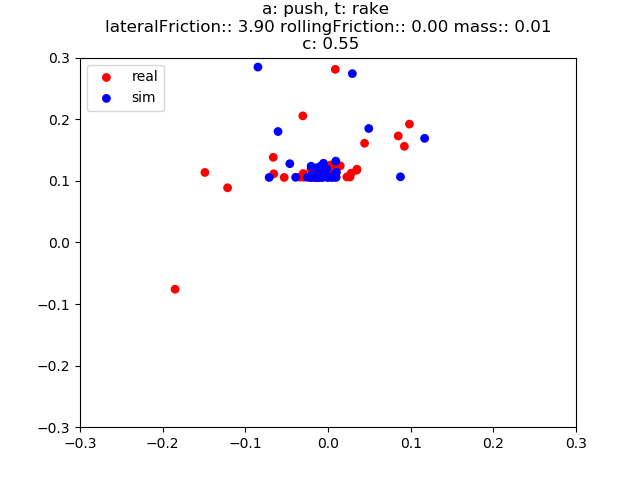 a: push, t: rake
lateralFriction:: 3.90 rollingFriction:: 0.00 mass:: 0.01
c: 0.55
real
sim
0.3
0.2
0.1
0.0
−0.1
−0.2
−0.3
−0.3 −0.2 −0.1 0.0 0.1 0.2 0.3